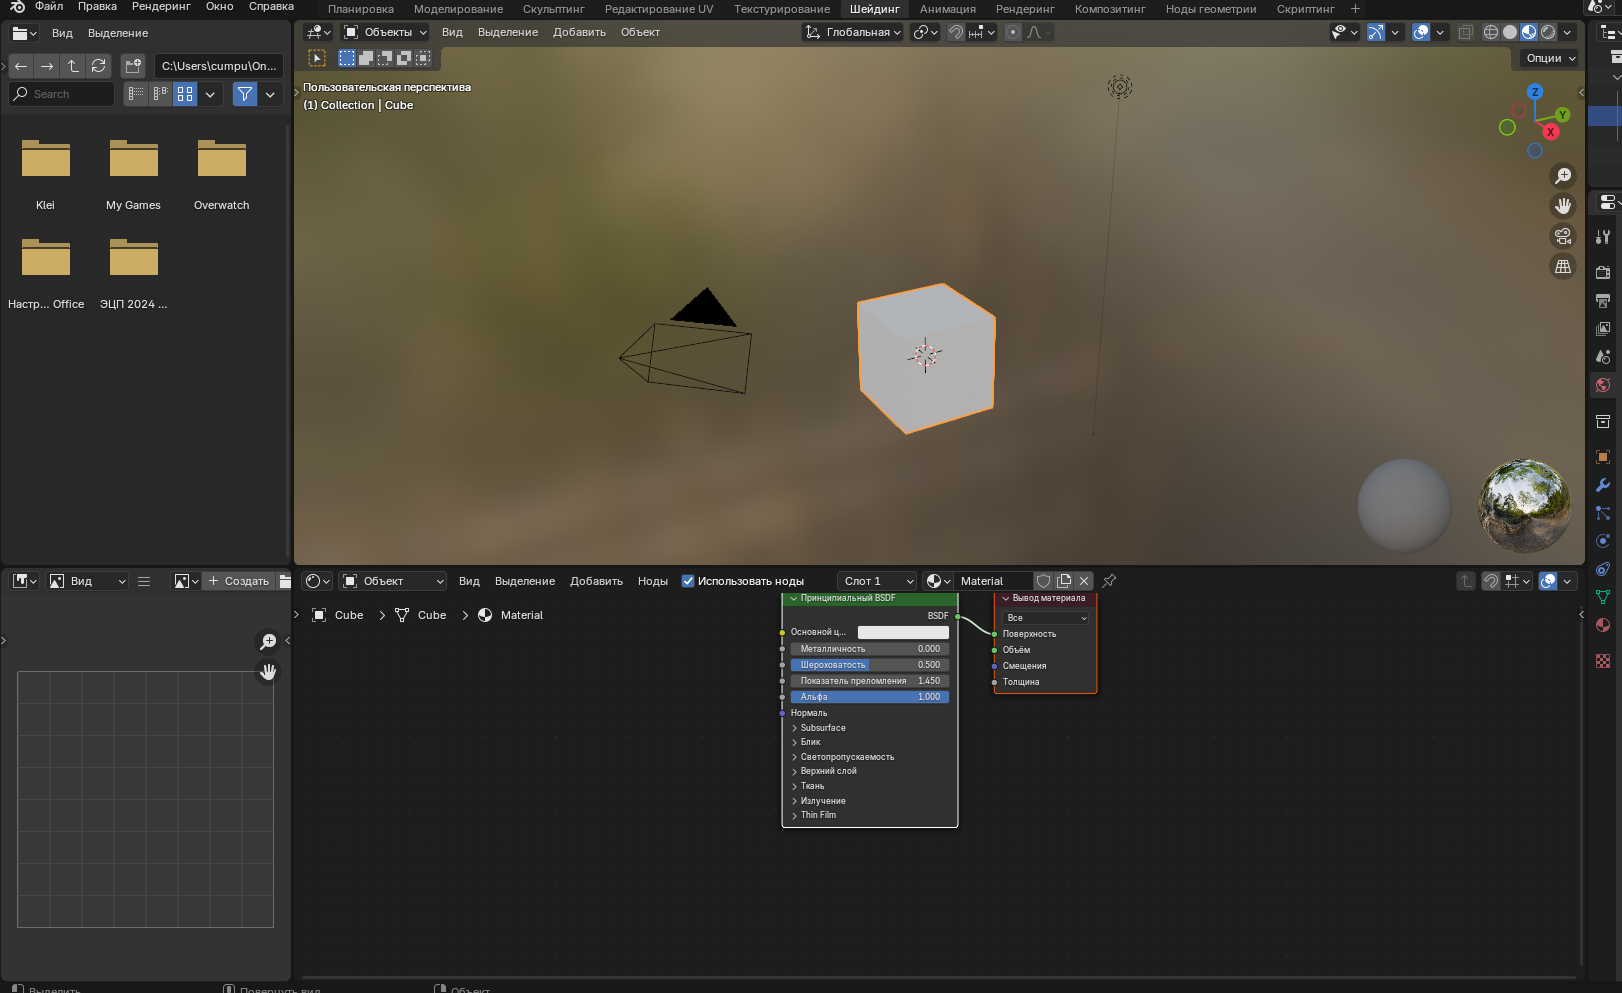 Файл Правка Рендеринг Окно Справка Планировка Моделирование Скульптинг Редактирование UV Текстурирование Шейдинг Анимация Рендеринг Композитинг Ноды геометрии Скриптинг
Вид Выделение
Объекты Вид Выделение Добавить Объект Глобальная
C:\Users\cumpu\On...
Search
Опции
Пользовательская перспектива
(1) Collection | Cube
Z
Y
X
Klei My Games Overwatch
Настр... Office ЭЦП 2024 ...
Вид Создать
Объект Вид Выделение Добавить Ноды Использовать ноды Слот 1 Material
Cube Cube Material
Принципиальный BSDF
BSDF
Основной ц...
Металличность 0.000
Шероховатость 0.500
Показатель преломления 1.450
Альфа 1.000
Нормаль
Subsurface
Блик
Светопропускаемость
Верхний слой
Ткань
Излучение
Thin Film
Вывод материала
Все
Поверхность
Объём
Смещения
Толщина
Выделить Повернуть вид Объект